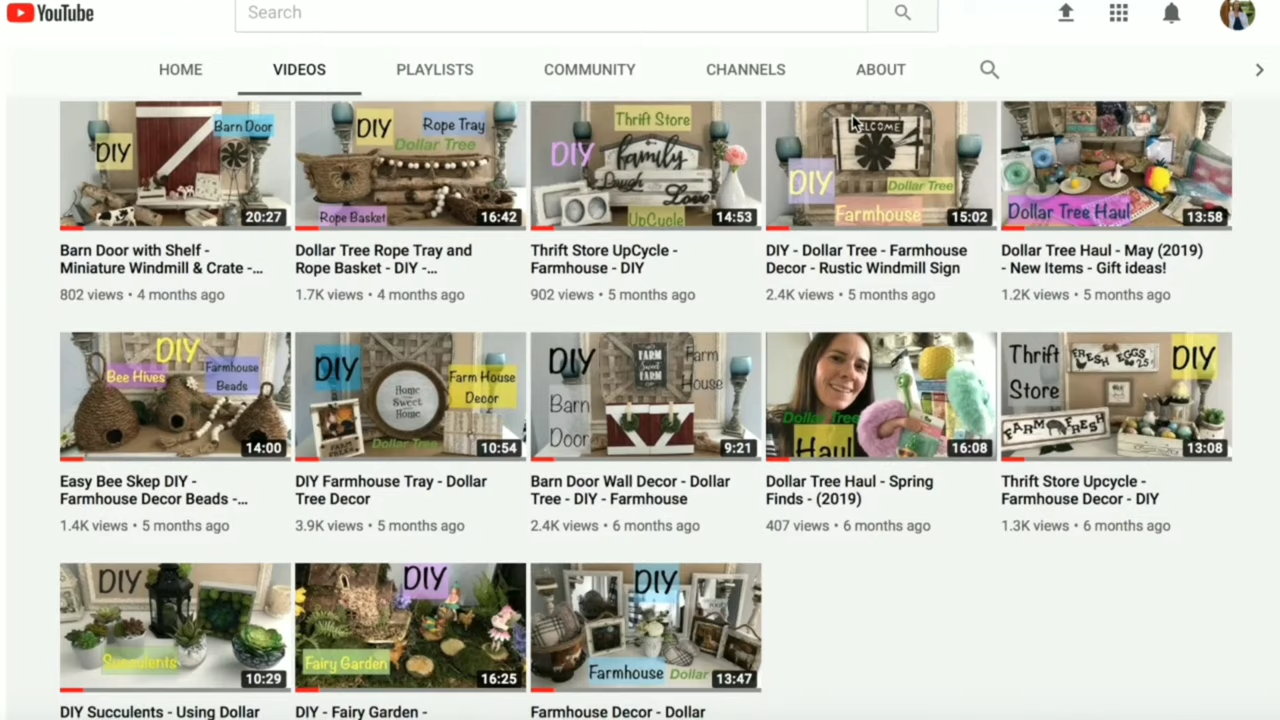 YouTube
Search
HOME VIDEOS PLAYLISTS COMMUNITY CHANNELS ABOUT
DIY Barn Door 20:27
DIY Rope Tray Dollar Tree Rope Basket 16:42
Thrift Store DIY family Laugh Love UpCycle 14:53
WELCOME DIY Dollar Tree Farmhouse 15:02
Dollar Tree Haul 13:58
Barn Door with Shelf -
Miniature Windmill & Crate -...
802 views • 4 months ago
Dollar Tree Rope Tray and
Rope Basket - DIY -...
1.7K views • 4 months ago
Thrift Store UpCycle -
Farmhouse - DIY
902 views • 5 months ago
DIY - Dollar Tree - Farmhouse
Decor - Rustic Windmill Sign
2.4K views • 5 months ago
Dollar Tree Haul - May (2019)
- New Items - Gift ideas!
1.2K views • 5 months ago
DIY Bee Hives Farmhouse Beads 14:00
DIY Home Sweet Home Farm House Decor Dollar Tree 10:54
DIY Barn Door FARM Sweet FARM Farm House 9:21
Dollar Tree Haul 16:08
Thrift Store FRESH EGGS 25 DIY FARM FRESH 13:08
Easy Bee Skep DIY -
Farmhouse Decor Beads -...
1.4K views • 5 months ago
DIY Farmhouse Tray - Dollar
Tree Decor
3.9K views • 5 months ago
Barn Door Wall Decor - Dollar
Tree - DIY - Farmhouse
2.4K views • 6 months ago
Dollar Tree Haul - Spring
Finds - (2019)
407 views • 6 months ago
Thrift Store Upcycle -
Farmhouse Decor - DIY
1.3K views • 6 months ago
DIY Succulents 10:29
DIY Fairy Garden 16:25
DIY Farmhouse Dollar 13:47
DIY Succulents - Using Dollar
DIY - Fairy Garden -
Farmhouse Decor - Dollar